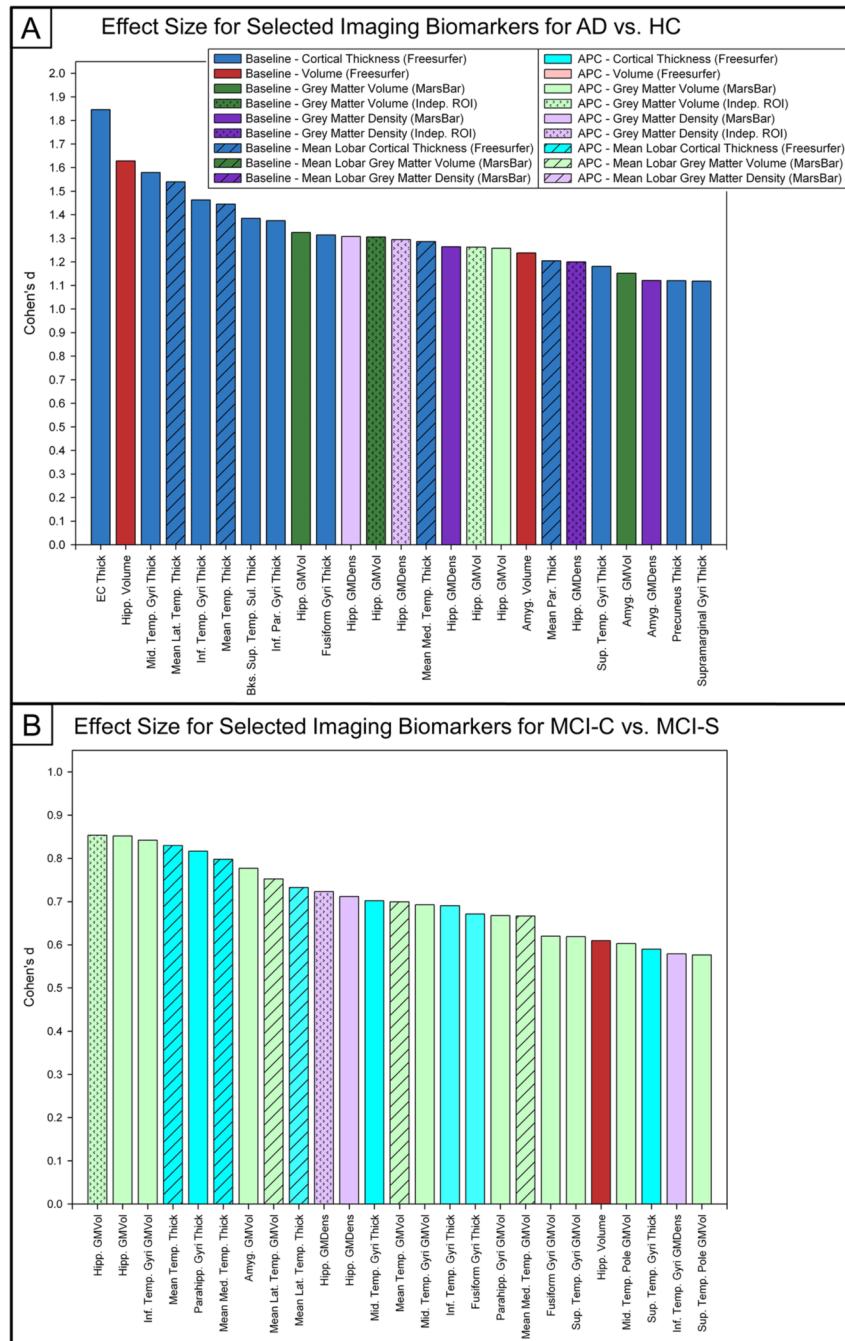 A
Effect Size for Selected Imaging Biomarkers for AD vs. HC
Baseline - Cortical Thickness (Freesurfer)
Baseline - Volume (Freesurfer)
Baseline - Grey Matter Volume (MarsBar)
Baseline - Grey Matter Volume (Indep. ROI)
Baseline - Grey Matter Density (MarsBar)
Baseline - Grey Matter Density (Indep. ROI)
Baseline - Mean Lobar Cortical Thickness (Freesurfer)
Baseline - Mean Lobar Grey Matter Volume (MarsBar)
Baseline - Mean Lobar Grey Matter Density (MarsBar)
APC - Cortical Thickness (Freesurfer)
APC - Volume (Freesurfer)
APC - Grey Matter Volume (MarsBar)
APC - Grey Matter Volume (Indep. ROI)
APC - Grey Matter Density (MarsBar)
APC - Grey Matter Density (Indep. ROI)
APC - Mean Lobar Cortical Thickness (Freesurfer)
APC - Mean Lobar Grey Matter Volume (MarsBar)
APC - Mean Lobar Grey Matter Density (MarsBar)
Cohen's d
2.0
1.9
1.8
1.7
1.6
1.5
1.4
1.3
1.2
1.1
1.0
0.9
0.8
0.7
0.6
0.5
0.4
0.3
0.2
0.1
0.0
EC Thick
Hipp. Volume
Mid. Temp. Gyri Thick
Mean Lat. Temp. Thick
Inf. Temp. Gyri Thick
Mean Temp. Thick
Bks. Sup. Temp. Sul. Thick
Inf. Par. Gyri Thick
Hipp. GMVol
Fusiform Gyri Thick
Hipp. GMDens
Hipp. GMVol
Hipp. GMDens
Mean Med. Temp. Thick
Hipp. GMDens
Hipp. GMVol
Hipp. GMVol
Amyg. Volume
Mean Par. Thick
Hipp. GMDens
Sup. Temp. Gyri Thick
Amyg. GMVol
Amyg. GMDens
Precuneus Thick
Supramarginal Gyri Thick
B
Effect Size for Selected Imaging Biomarkers for MCI-C vs. MCI-S
Cohen's d
1.0
0.9
0.8
0.7
0.6
0.5
0.4
0.3
0.2
0.1
0.0
Hipp. GMVol
Hipp. GMVol
Inf. Temp. Gyri GMVol
Mean Temp. Thick
Parahipp. Gyri Thick
Mean Med. Temp. Thick
Amyg. GMVol
Mean Lat. Temp. GMVol
Mean Lat. Temp. Thick
Hipp. GMDens
Hipp. GMDens
Mid. Temp. Gyri Thick
Mean Temp. GMVol
Mid. Temp. Gyri GMVol
Inf. Temp. Gyri Thick
Fusiform Gyri Thick
Parahipp. Gyri GMVol
Mean Med. Temp. GMVol
Fusiform Gyri GMVol
Sup. Temp. Gyri GMVol
Hipp. Volume
Mid. Temp. Pole GMVol
Sup. Temp. Gyri Thick
Inf. Temp. Gyri GMDens
Sup. Temp. Pole GMVol